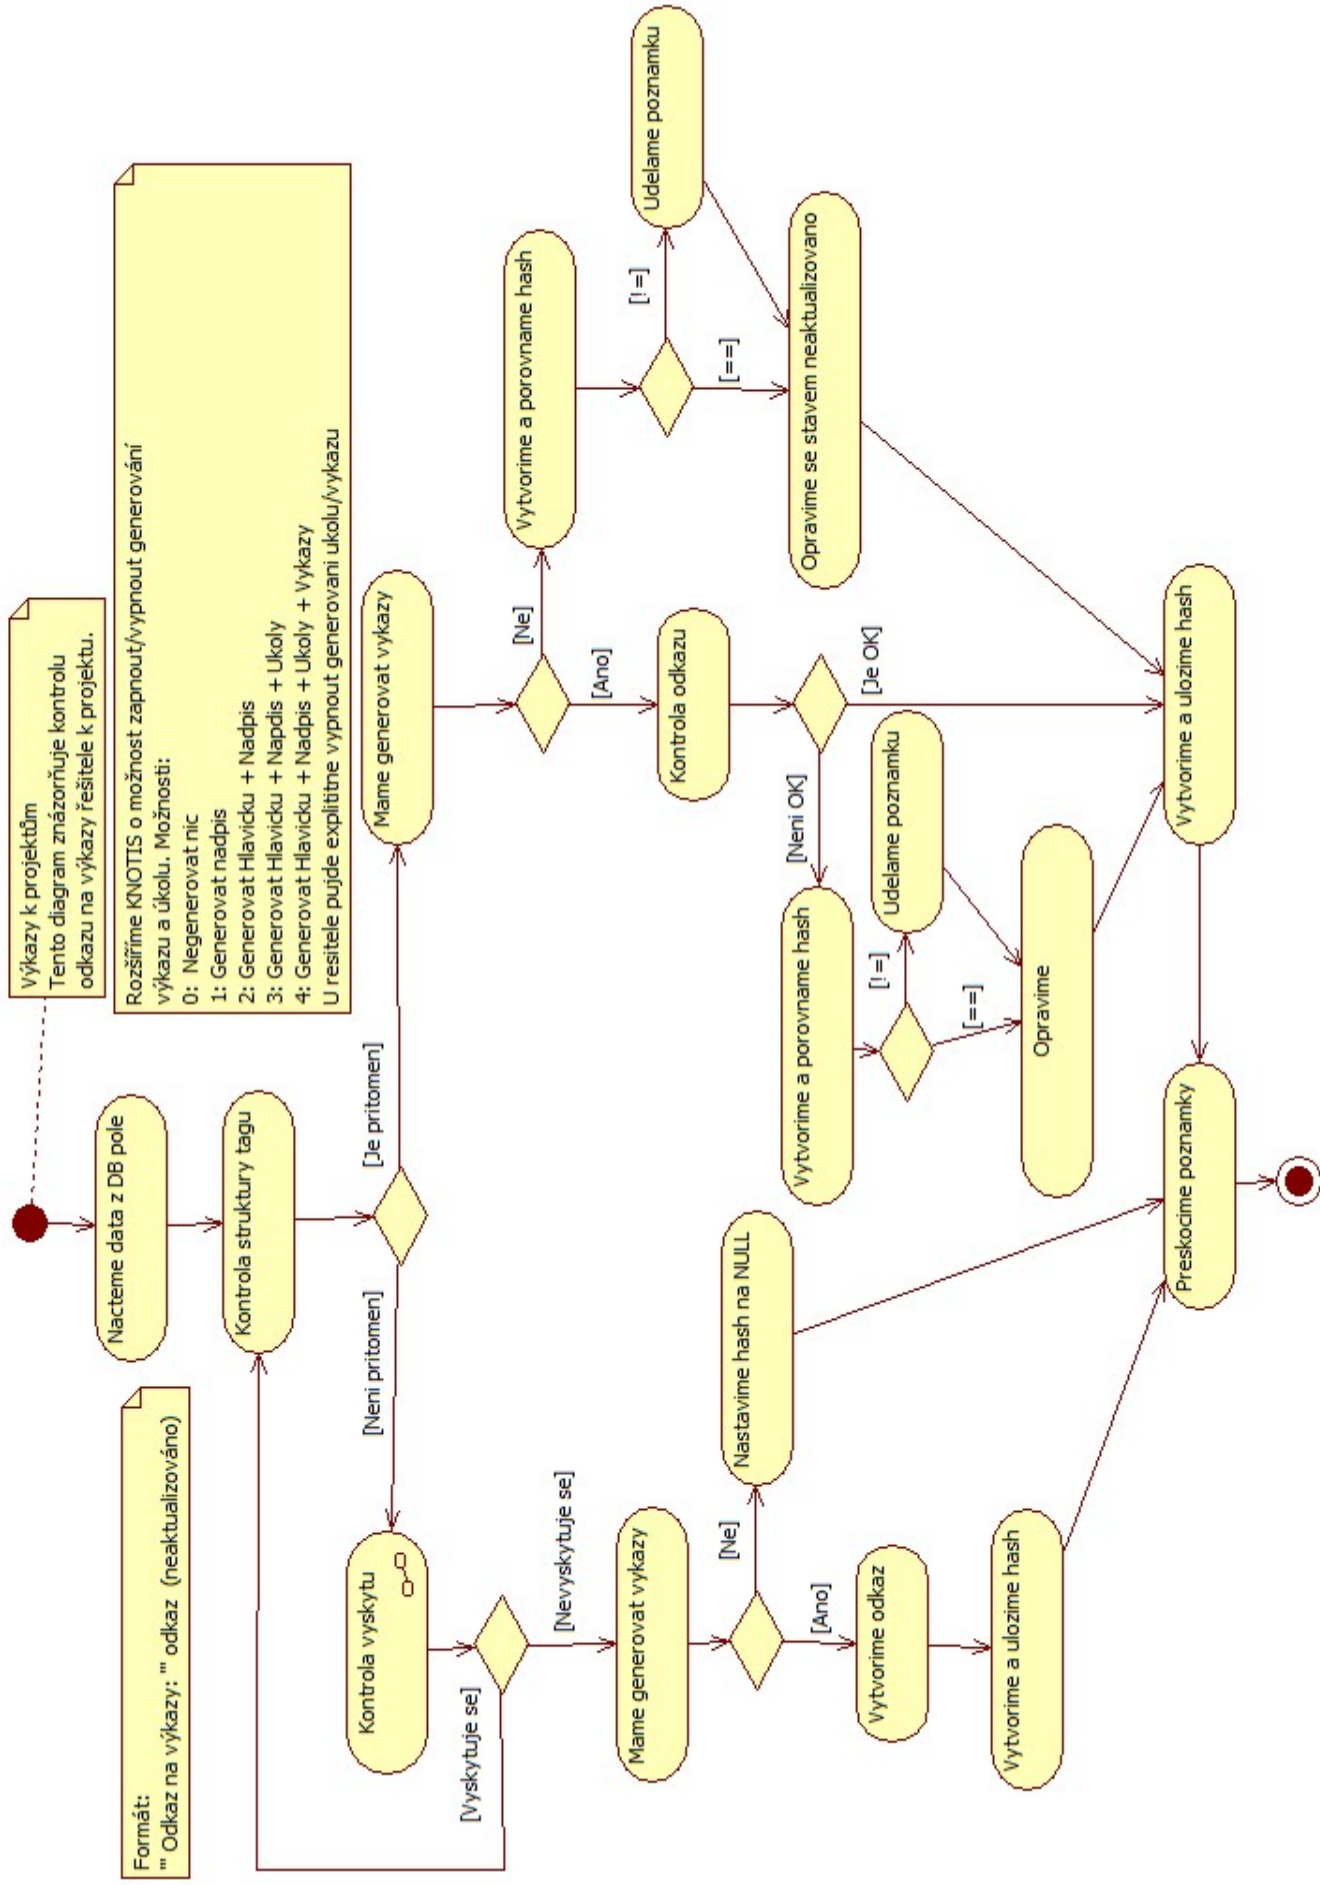 Výkazy k projektům
Tento diagram znázorňuje kontrolu
odkazu na výkazy řešitele k projektu.
Formát:
''' Odkaz na výkazy: ''' odkaz (neaktualizováno)
Nacteme data z DB pole
Rozšíříme KNOTIS o možnost zapnout/vypnout generování
výkazu a úkolu. Možnosti:
0: Negenerovat nic
1: Generovat nadpis
2: Generovat Hlavicku + Nadpis
3: Generovat Hlavicku + Napdis + Ukoly
4: Generovat Hlavicku + Nadpis + Ukoly + Vykazy
U resitele pujde explititne vypnout generovani ukolu/vykazu
Kontrola struktury tagu
[Neni pritomen]
[Je pritomen]
Kontrola vyskytu
Mame generovat vykazy
[Vyskytuje se]
[Nevyskytuje se]
[Ne]
[Ano]
Vytvorime a porovname hash
Mame generovat vykazy
Kontrola odkazu
[!=]
[==]
Udelame poznamku
[Ne]
[Ano]
Nastavime hash na NULL
[Neni OK]
[Je OK]
Opravime se stavem neaktualizovano
Vytvorime odkaz
Vytvorime a porovname hash
[!=]
[==]
Udelame poznamku
Vytvorime a ulozime hash
Opravime
Vytvorime a ulozime hash
Preskocime poznamky